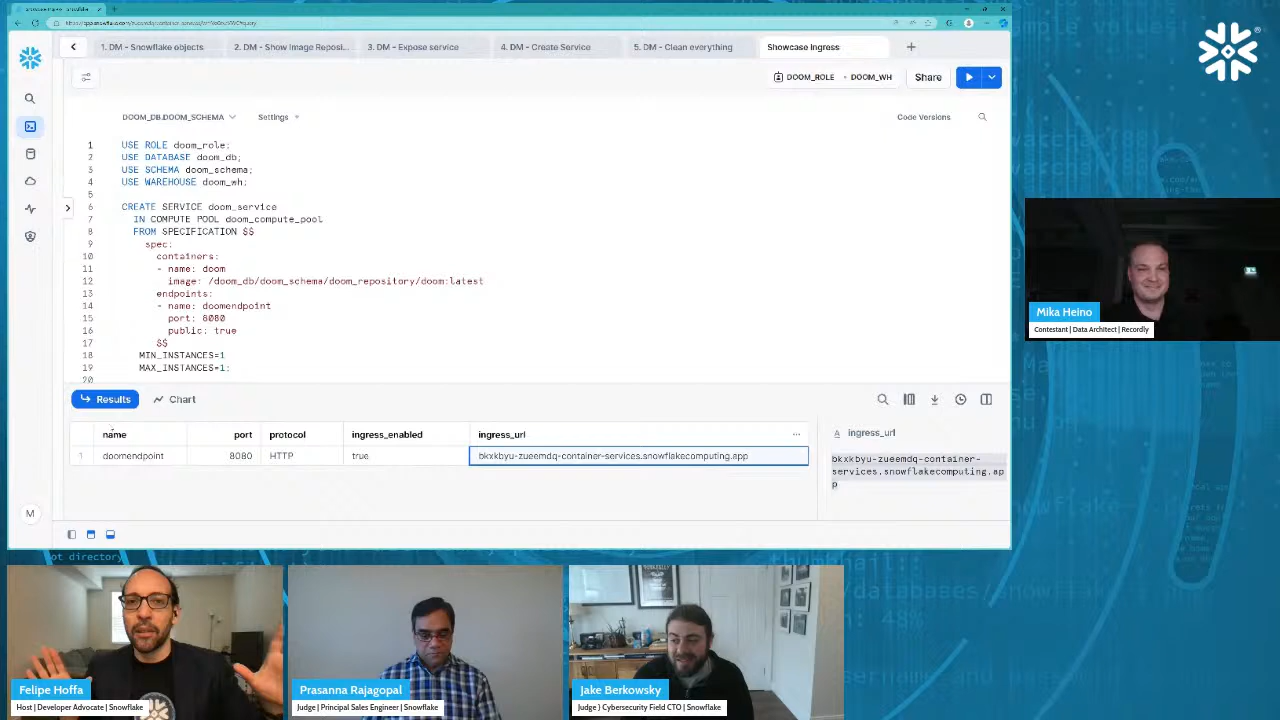 1. DM - Snowflake objects
2. DM - Show Image Reposi...
3. DM - Expose service
4. DM - Create Service
5. DM - Clean everything
Showcase Ingress
DOOM_ROLE · DOOM_WH
Share
DOOM_DB.DOOM_SCHEMA
Settings
Code Versions
1 USE ROLE doom_role;
2 USE DATABASE doom_db;
3 USE SCHEMA doom_schema;
4 USE WAREHOUSE doom_wh;
5
6 CREATE SERVICE doom_service
7 IN COMPUTE POOL doom_compute_pool
8 FROM SPECIFICATION $$
9 spec:
10 containers:
11 - name: doom
12 image: /doom_db/doom_schema/doom_repository/doom:latest
13 endpoints:
14 - name: doomendpoint
15 port: 8080
16 public: true
17 $$
18 MIN_INSTANCES=1
19 MAX_INSTANCES=1;
20
Results
Chart
name port protocol ingress_enabled ingress_url ...
1 doomendpoint 8080 HTTP true bkxkbyu-zueemdq-container-services.snowflakecomputing.app
A ingress_url
bkxkbyu-zueemdq-container-
services.snowflakecomputing.ap
p
M
Mika Heino
Contestant | Data Architect | Recordly
Felipe Hoffa
Host | Developer Advocate | Snowflake
Prasanna Rajagopal
Judge | Principal Sales Engineer | Snowflake
Jake Berkowsky
Judge ) Cybersecurity Field CTO | Snowflake
ot directory